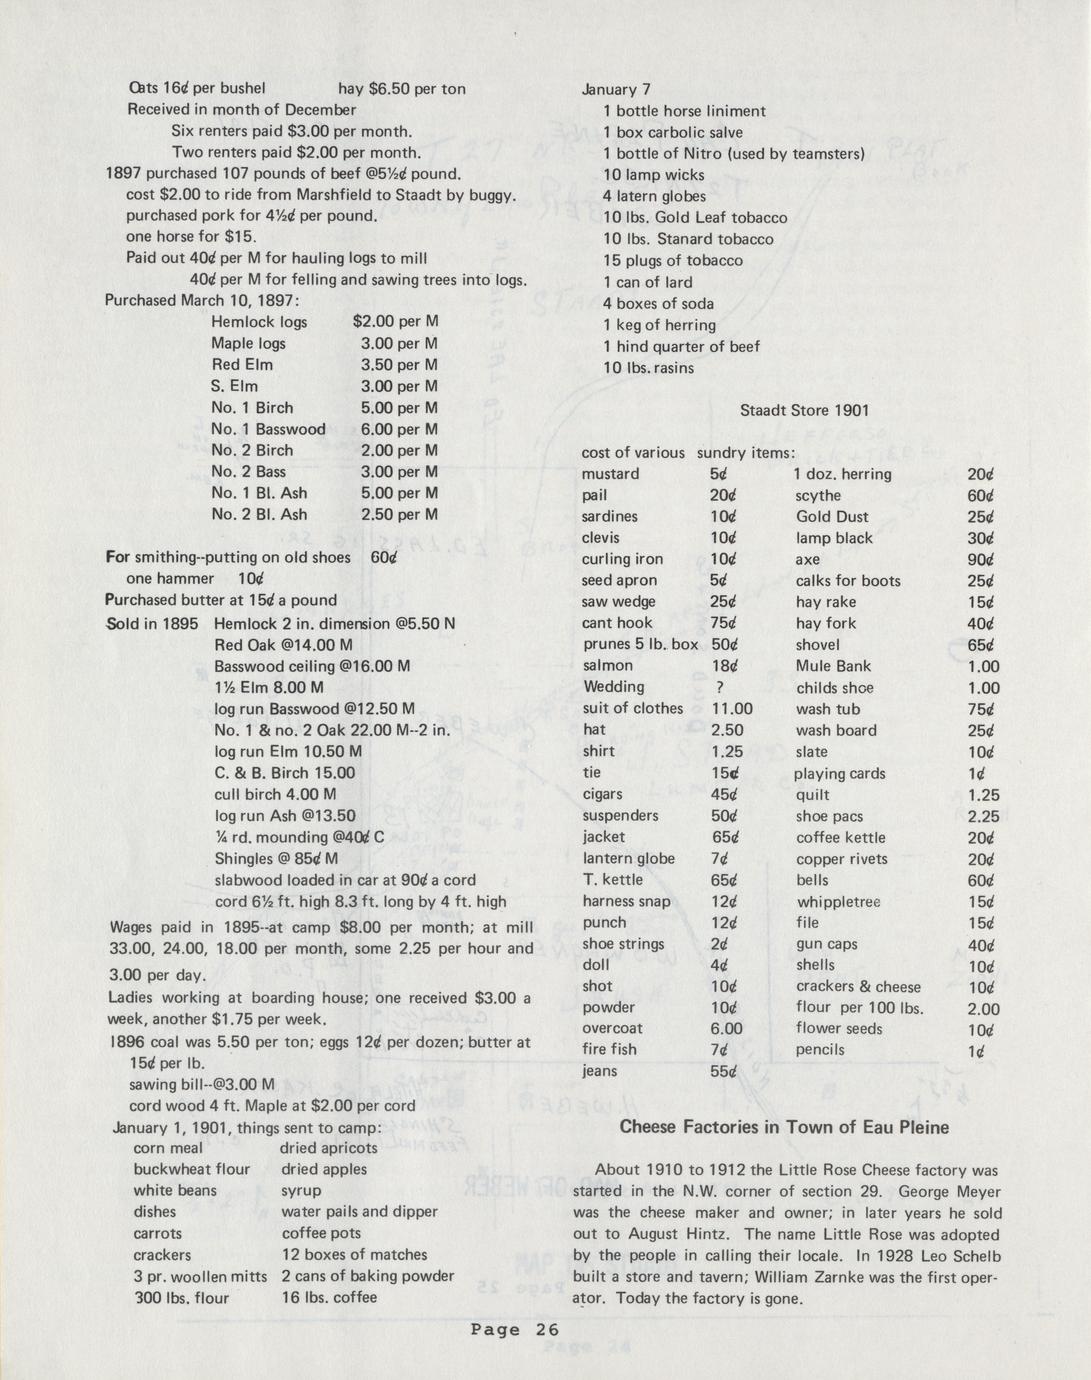 Oats 16¢ per bushel hay $6.50 per ton
Received in month of December
Six renters paid $3.00 per month.
Two renters paid $2.00 per month.
1897 purchased 107 pounds of beef @5½¢ pound.
cost $2.00 to ride from Marshfield to Staadt by buggy.
purchased pork for 4½¢ per pound.
one horse for $15.
Paid out 40¢ per M for hauling logs to mill
40¢ per M for felling and sawing trees into logs.
Purchased March 10, 1897:
Hemlock logs $2.00 per M
Maple logs 3.00 per M
Red Elm 3.50 per M
S. Elm 3.00 per M
No. 1 Birch 5.00 per M
No. 1 Basswood 6.00 per M
No. 2 Birch 2.00 per M
No. 2 Bass 3.00 per M
No. 1 Bl. Ash 5.00 per M
No. 2 Bl. Ash 2.50 per M
For smithing--putting on old shoes 60¢
one hammer 10¢
Purchased butter at 15¢ a pound
Sold in 1895 Hemlock 2 in. dimension @5.50 N
Red Oak @14.00 M
Basswood ceiling @16.00 M
1½ Elm 8.00 M
log run Basswood @12.50 M
No. 1 & no. 2 Oak 22.00 M--2 in.
log run Elm 10.50 M
C. & B. Birch 15.00
cull birch 4.00 M
log run Ash @13.50
¼ rd. mounding @40¢ C
Shingles @ 85¢ M
slabwood loaded in car at 90¢ a cord
cord 6½ ft. high 8.3 ft. long by 4 ft. high
Wages paid in 1895--at camp $8.00 per month; at mill
33.00, 24.00, 18.00 per month, some 2.25 per hour and
3.00 per day.
Ladies working at boarding house; one received $3.00 a
week, another $1.75 per week.
1896 coal was 5.50 per ton; eggs 12¢ per dozen; butter at
15¢ per lb.
sawing bill--@3.00 M
cord wood 4 ft. Maple at $2.00 per cord
January 1, 1901, things sent to camp:
corn meal dried apricots
buckwheat flour dried apples
white beans syrup
dishes water pails and dipper
carrots coffee pots
crackers 12 boxes of matches
3 pr. woollen mitts 2 cans of baking powder
300 lbs. flour 16 lbs. coffee
January 7
1 bottle horse liniment
1 box carbolic salve
1 bottle of Nitro (used by teamsters)
10 lamp wicks
4 latern globes
10 lbs. Gold Leaf tobacco
10 lbs. Stanard tobacco
15 plugs of tobacco
1 can of lard
4 boxes of soda
1 keg of herring
1 hind quarter of beef
10 lbs. rasins
Staadt Store 1901
cost of various sundry items:
mustard 5¢ 1 doz. herring 20¢
pail 20¢ scythe 60¢
sardines 10¢ Gold Dust 25¢
clevis 10¢ lamp black 30¢
curling iron 10¢ axe 90¢
seed apron 5¢ calks for boots 25¢
saw wedge 25¢ hay rake 15¢
cant hook 75¢ hay fork 40¢
prunes 5 lb. box 50¢ shovel 65¢
salmon 18¢ Mule Bank 1.00
Wedding ? childs shoe 1.00
suit of clothes 11.00 wash tub 75¢
hat 2.50 wash board 25¢
shirt 1.25 slate 10¢
tie 15¢ playing cards 1¢
cigars 45¢ quilt 1.25
suspenders 50¢ shoe pacs 2.25
jacket 65¢ coffee kettle 20¢
lantern globe 7¢ copper rivets 20¢
T. kettle 65¢ bells 60¢
harness snap 12¢ whippletree 15¢
punch 12¢ file 15¢
shoe strings 2¢ gun caps 40¢
doll 4¢ shells 10¢
shot 10¢ crackers & cheese 10¢
powder 10¢ flour per 100 lbs. 2.00
overcoat 6.00 flower seeds 10¢
fire fish 7¢ pencils 1¢
jeans 55¢
Cheese Factories in Town of Eau Pleine
About 1910 to 1912 the Little Rose Cheese factory was
started in the N.W. corner of section 29. George Meyer
was the cheese maker and owner; in later years he sold
out to August Hintz. The name Little Rose was adopted
by the people in calling their locale. In 1928 Leo Schelb
built a store and tavern; William Zarnke was the first oper-
ator. Today the factory is gone.
Page 26